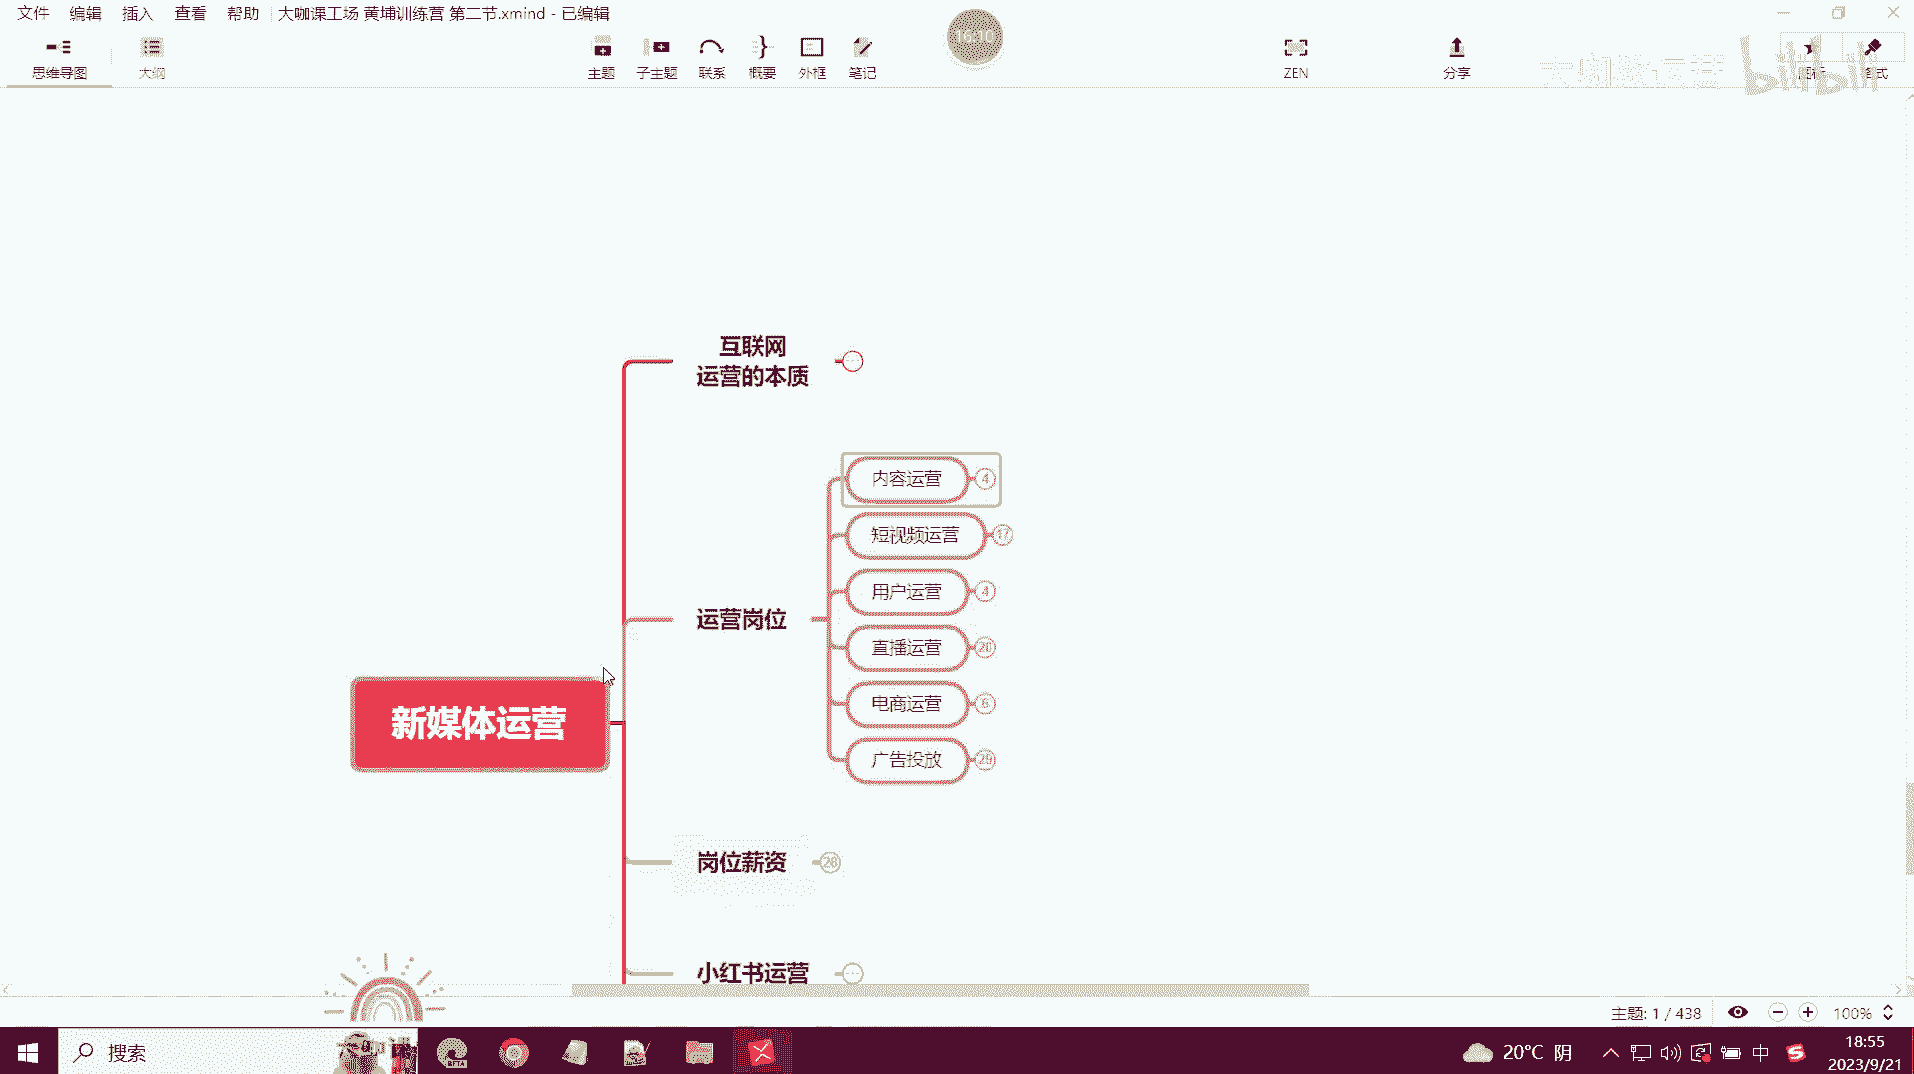 文件 编辑 插入 查看 帮助 大咖课工场 黄埔训练营 第二节.xmind - 已编辑
思维导图 大纲 主题 子主题 联系 概要 外框 笔记 ZEN 分享
16:10
bilibili
互联网
运营的本质
内容运营 4
短视频运营 17
用户运营 4
运营岗位
直播运营 20
电商运营 6
广告投放 29
新媒体运营
岗位薪资 28
小红书运营
主题: 1 / 438 100%
搜索
BETA
20°C 阴 中
18:55
2023/9/21